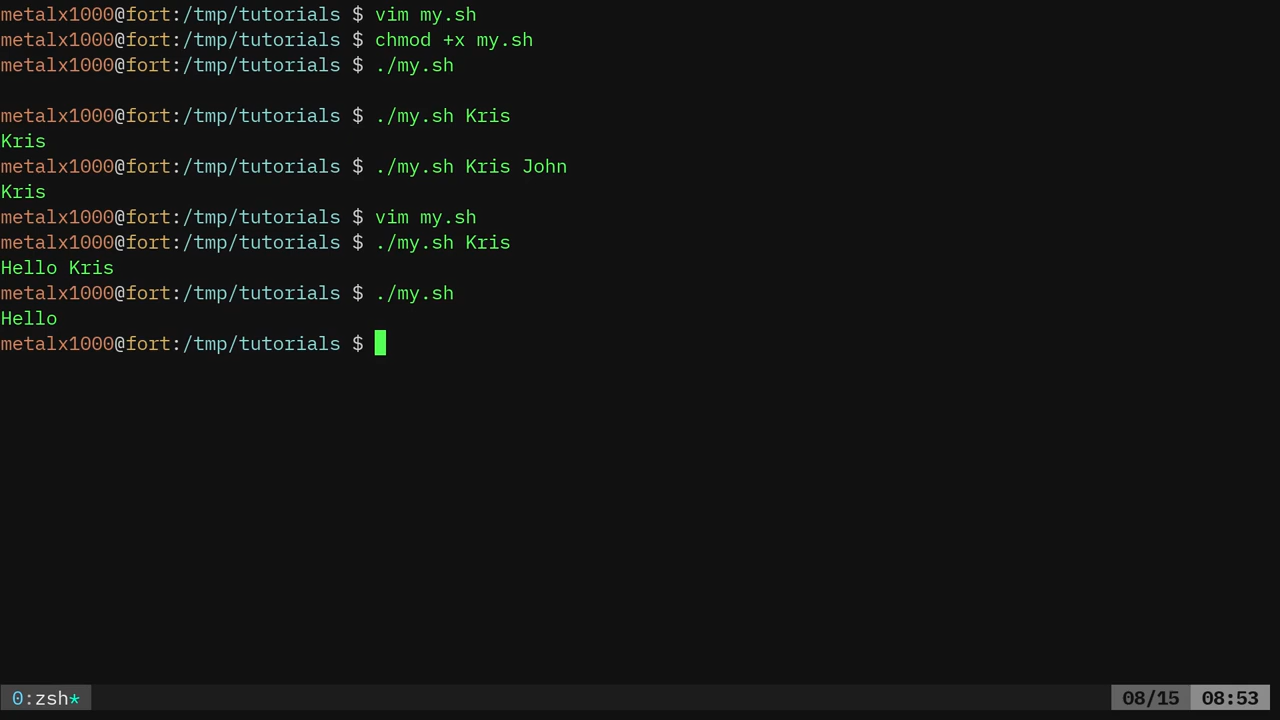 metalx1000@fort:/tmp/tutorials $ vim my.sh
metalx1000@fort:/tmp/tutorials $ chmod +x my.sh
metalx1000@fort:/tmp/tutorials $ ./my.sh
metalx1000@fort:/tmp/tutorials $ ./my.sh Kris
Kris
metalx1000@fort:/tmp/tutorials $ ./my.sh Kris John
Kris
metalx1000@fort:/tmp/tutorials $ vim my.sh
metalx1000@fort:/tmp/tutorials $ ./my.sh Kris
Hello Kris
metalx1000@fort:/tmp/tutorials $ ./my.sh
Hello
metalx1000@fort:/tmp/tutorials $
0:zsh* 08/15 08:53